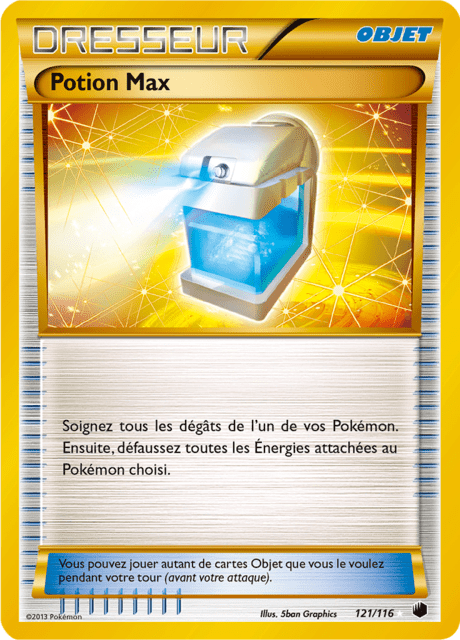 DRESSEUR
OBJET
Potion Max
Soignez tous les dégâts de l'un de vos Pokémon.
Ensuite, défaussez toutes les Énergies attachées au
Pokémon choisi.
Vous pouvez jouer autant de cartes Objet que vous le voulez
pendant votre tour (avant votre attaque).
©2013 Pokémon
Illus. 5ban Graphics
121/116